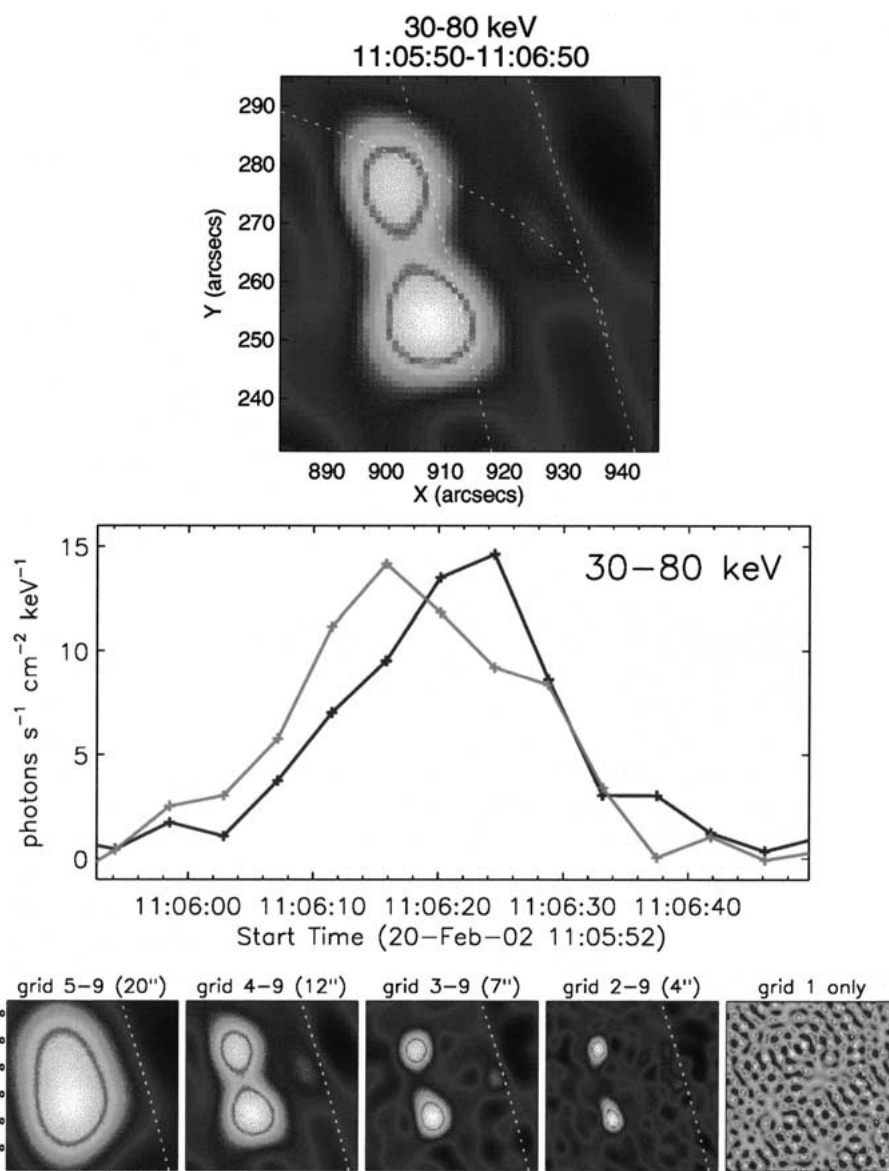 30-80 keV
11:05:50-11:06:50
290
280
270
260
250
240
Y (arcsecs)
890 900 910 920 930 940
X (arcsecs)
15
10
5
0
photons s⁻¹ cm⁻² keV⁻¹
30-80 keV
11:06:00 11:06:10 11:06:20 11:06:30 11:06:40
Start Time (20-Feb-02 11:05:52)
grid 5-9 (20") grid 4-9 (12") grid 3-9 (7") grid 2-9 (4") grid 1 only